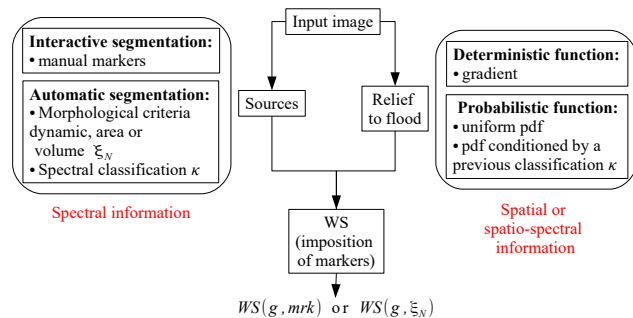 Input image
Interactive segmentation:
• manual markers
Automatic segmentation:
• Morphological criteria
dynamic, area or
volume ξN
• Spectral classification κ
Spectral information
Sources
Relief
to flood
Deterministic function:
• gradient
Probabilistic function:
• uniform pdf
• pdf conditioned by a
previous classification κ
Spatial or
spatio-spectral
information
WS
(imposition
of markers)
WS(g,mrk) or WS(g,ξN)